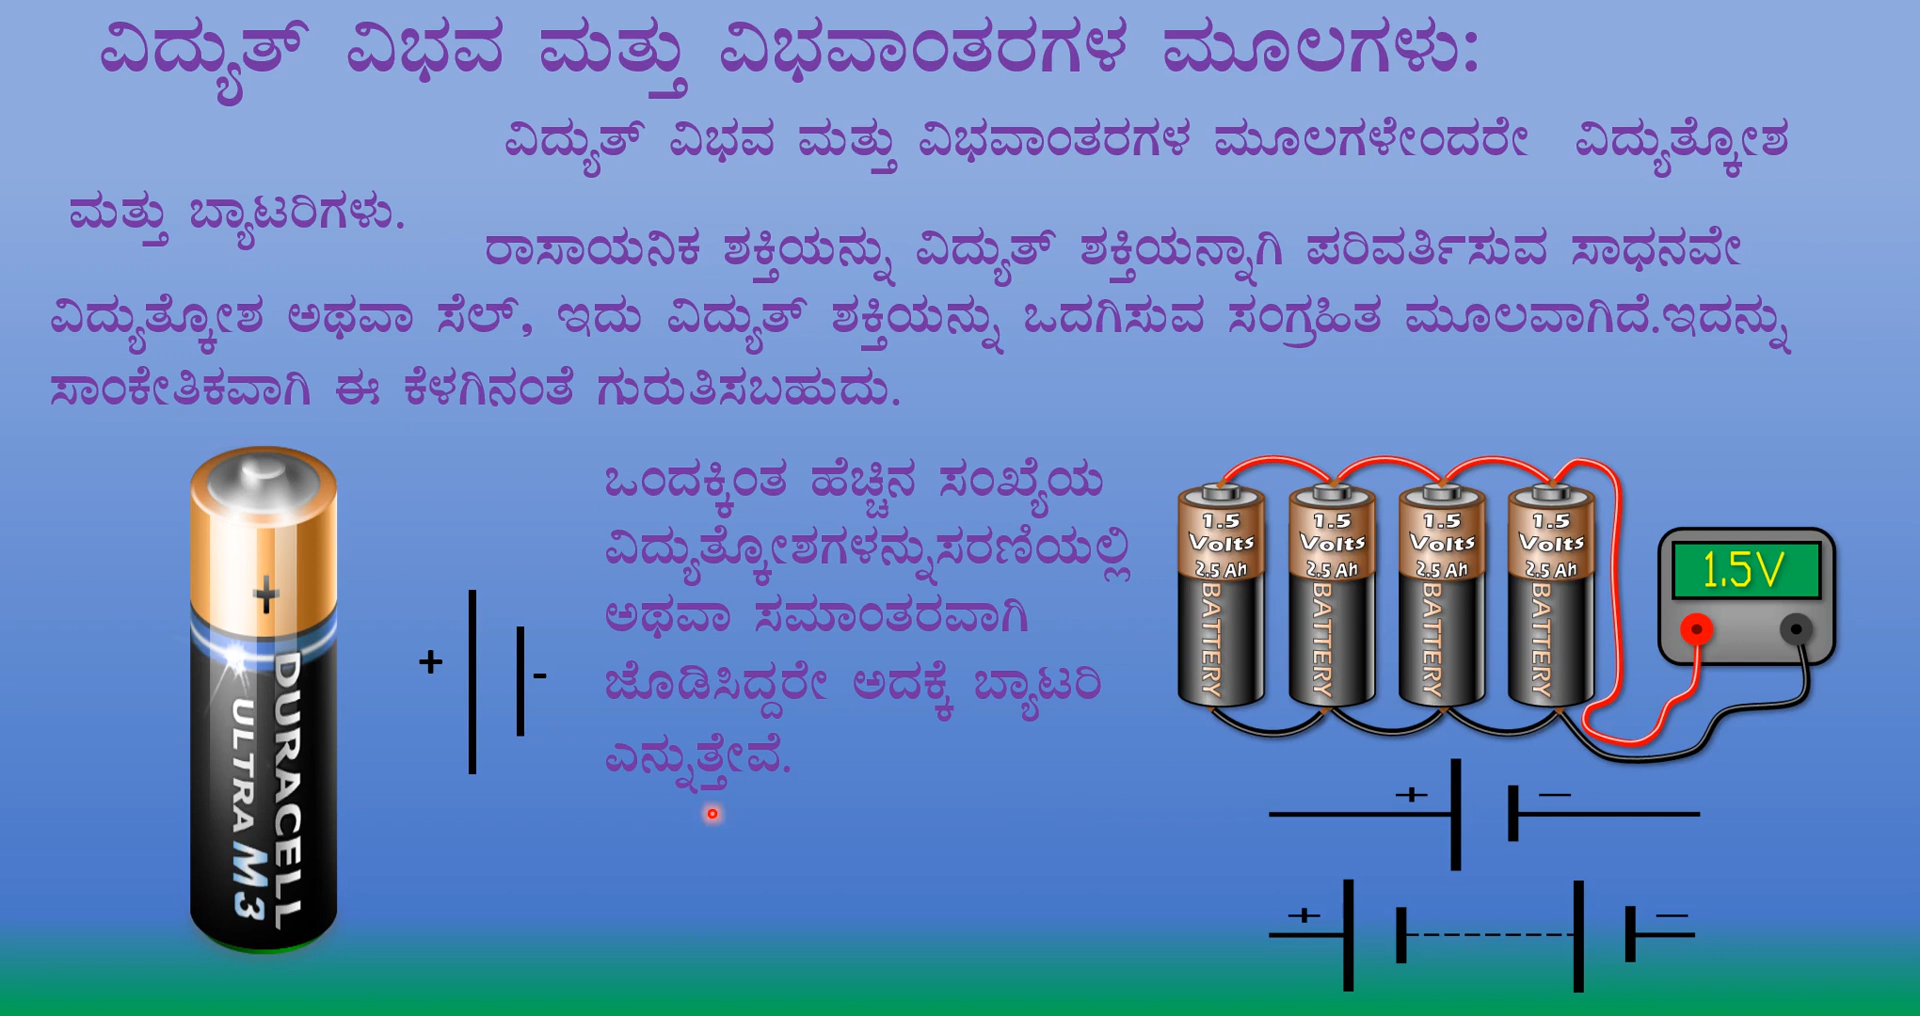 ವಿದ್ಯುತ್ ವಿಭವ ಮತ್ತು ವಿಭವಾಂತರಗಳ ಮೂಲಗಳು:
ವಿದ್ಯುತ್ ವಿಭವ ಮತ್ತು ವಿಭವಾಂತರಗಳ ಮೂಲಗಳೇಂದರೇ ವಿದ್ಯುತ್ಕೋಶ
ಮತ್ತು ಬ್ಯಾಟರಿಗಳು.
ರಾಸಾಯನಿಕ ಶಕ್ತಿಯನ್ನು ವಿದ್ಯುತ್ ಶಕ್ತಿಯನ್ನಾಗಿ ಪರಿವರ್ತಿಸುವ ಸಾಧನವೇ
ವಿದ್ಯುತ್ಕೋಶ ಅಥವಾ ಸೆಲ್, ಇದು ವಿದ್ಯುತ್ ಶಕ್ತಿಯನ್ನು ಒದಗಿಸುವ ಸಂಗ್ರಹಿತ ಮೂಲವಾಗಿದೆ.ಇದನ್ನು
ಸಾಂಕೇತಿಕವಾಗಿ ಈ ಕೆಳಗಿನಂತೆ ಗುರುತಿಸಬಹುದು.
ಒಂದಕ್ಕಿಂತ ಹೆಚ್ಚಿನ ಸಂಖ್ಯೆಯ
ವಿದ್ಯುತ್ಕೋಶಗಳನ್ನುಸರಣಿಯಲ್ಲಿ
ಅಥವಾ ಸಮಾಂತರವಾಗಿ
ಜೊಡಿಸಿದ್ದರೇ ಅದಕ್ಕೆ ಬ್ಯಾಟರಿ
ಎನ್ನುತ್ತೇವೆ.
+
DURACELL
ULTRA M3
+ -
1.5 Volts 2.5 Ah BATTERY
1.5 Volts 2.5 Ah BATTERY
1.5 Volts 2.5 Ah BATTERY
1.5 Volts 2.5 Ah BATTERY
1.5V
+ —
+ —